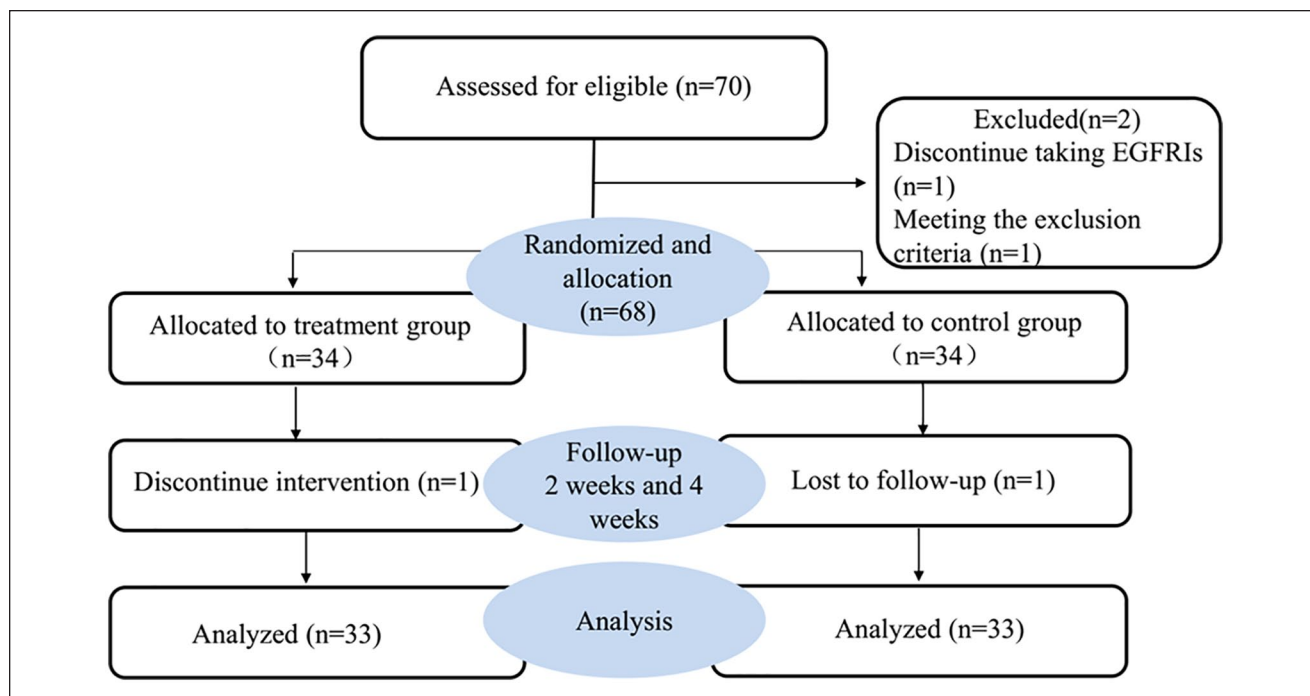 Assessed for eligible (n=70)
Excluded(n=2)
Discontinue taking EGFRIs
(n=1)
Meeting the exclusion
criteria (n=1)
Randomized and
allocation
(n=68)
Allocated to treatment group
（n=34）
Allocated to control group
（n=34）
Discontinue intervention (n=1)
Follow-up
2 weeks and 4
weeks
Lost to follow-up (n=1)
Analyzed (n=33)
Analysis
Analyzed (n=33)